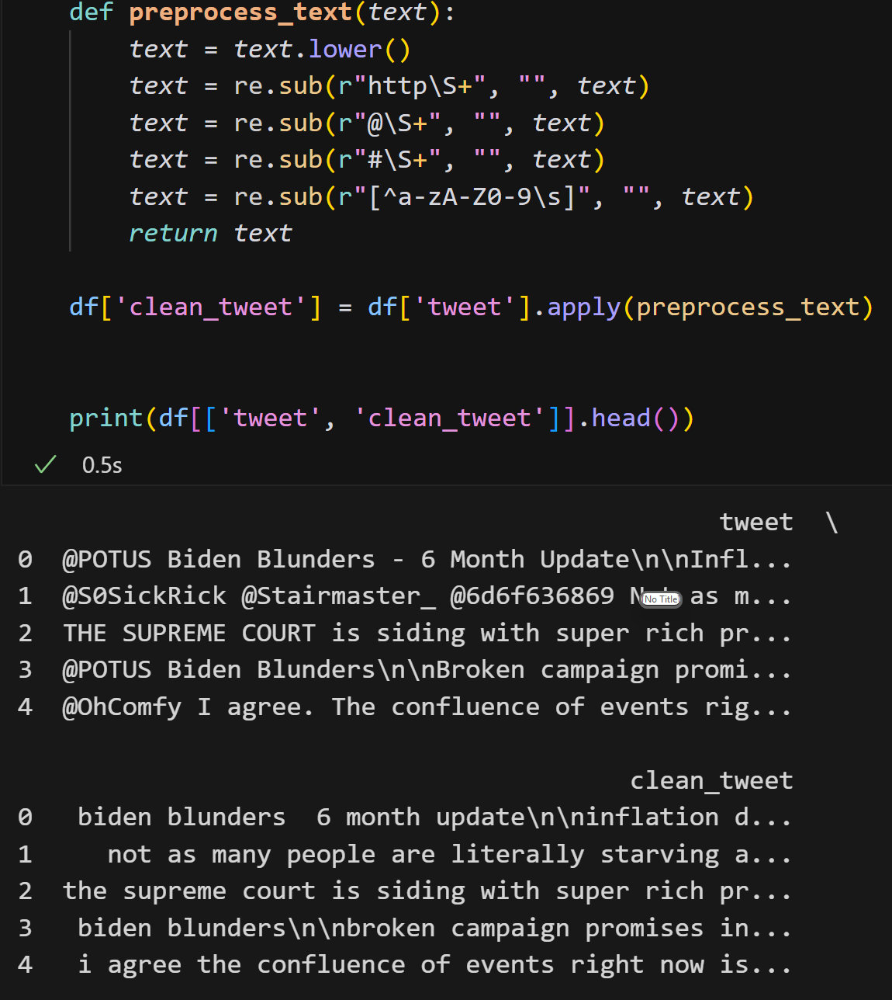 def preprocess_text(text):
    text = text.lower()
    text = re.sub(r"http\S+", "", text)
    text = re.sub(r"@\S+", "", text)
    text = re.sub(r"#\S+", "", text)
    text = re.sub(r"[^a-zA-Z0-9\s]", "", text)
    return text
df['clean_tweet'] = df['tweet'].apply(preprocess_text)
print(df[['tweet', 'clean_tweet']].head())
✓ 0.5s
tweet \
0 @POTUS Biden Blunders - 6 Month Update\n\nInfl...
1 @S0SickRick @Stairmaster_ @6d6f636869 [No Title] as m...
2 THE SUPREME COURT is siding with super rich pr...
3 @POTUS Biden Blunders\n\nBroken campaign promi...
4 @OhComfy I agree. The confluence of events rig...
clean_tweet
0 biden blunders  6 month update\n\ninflation d...
1 not as many people are literally starving a...
2 the supreme court is siding with super rich pr...
3 biden blunders\n\nbroken campaign promises in...
4 i agree the confluence of events right now is...